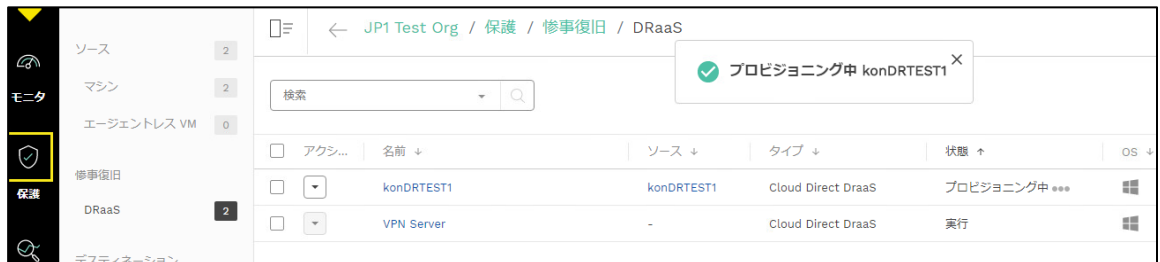 JP1 Test Org / 保護 / 惨事復旧 / DRaaS
プロビジョニング中 konDRTEST1
モニタ
保護
ソース 2
マシン 2
エージェントレス VM 0
惨事復旧
DRaaS 2
デスティネーション
検索
アクシ... 名前 ソース タイプ 状態 OS
konDRTEST1 konDRTEST1 Cloud Direct DraaS プロビジョニング中
VPN Server - Cloud Direct DraaS 実行